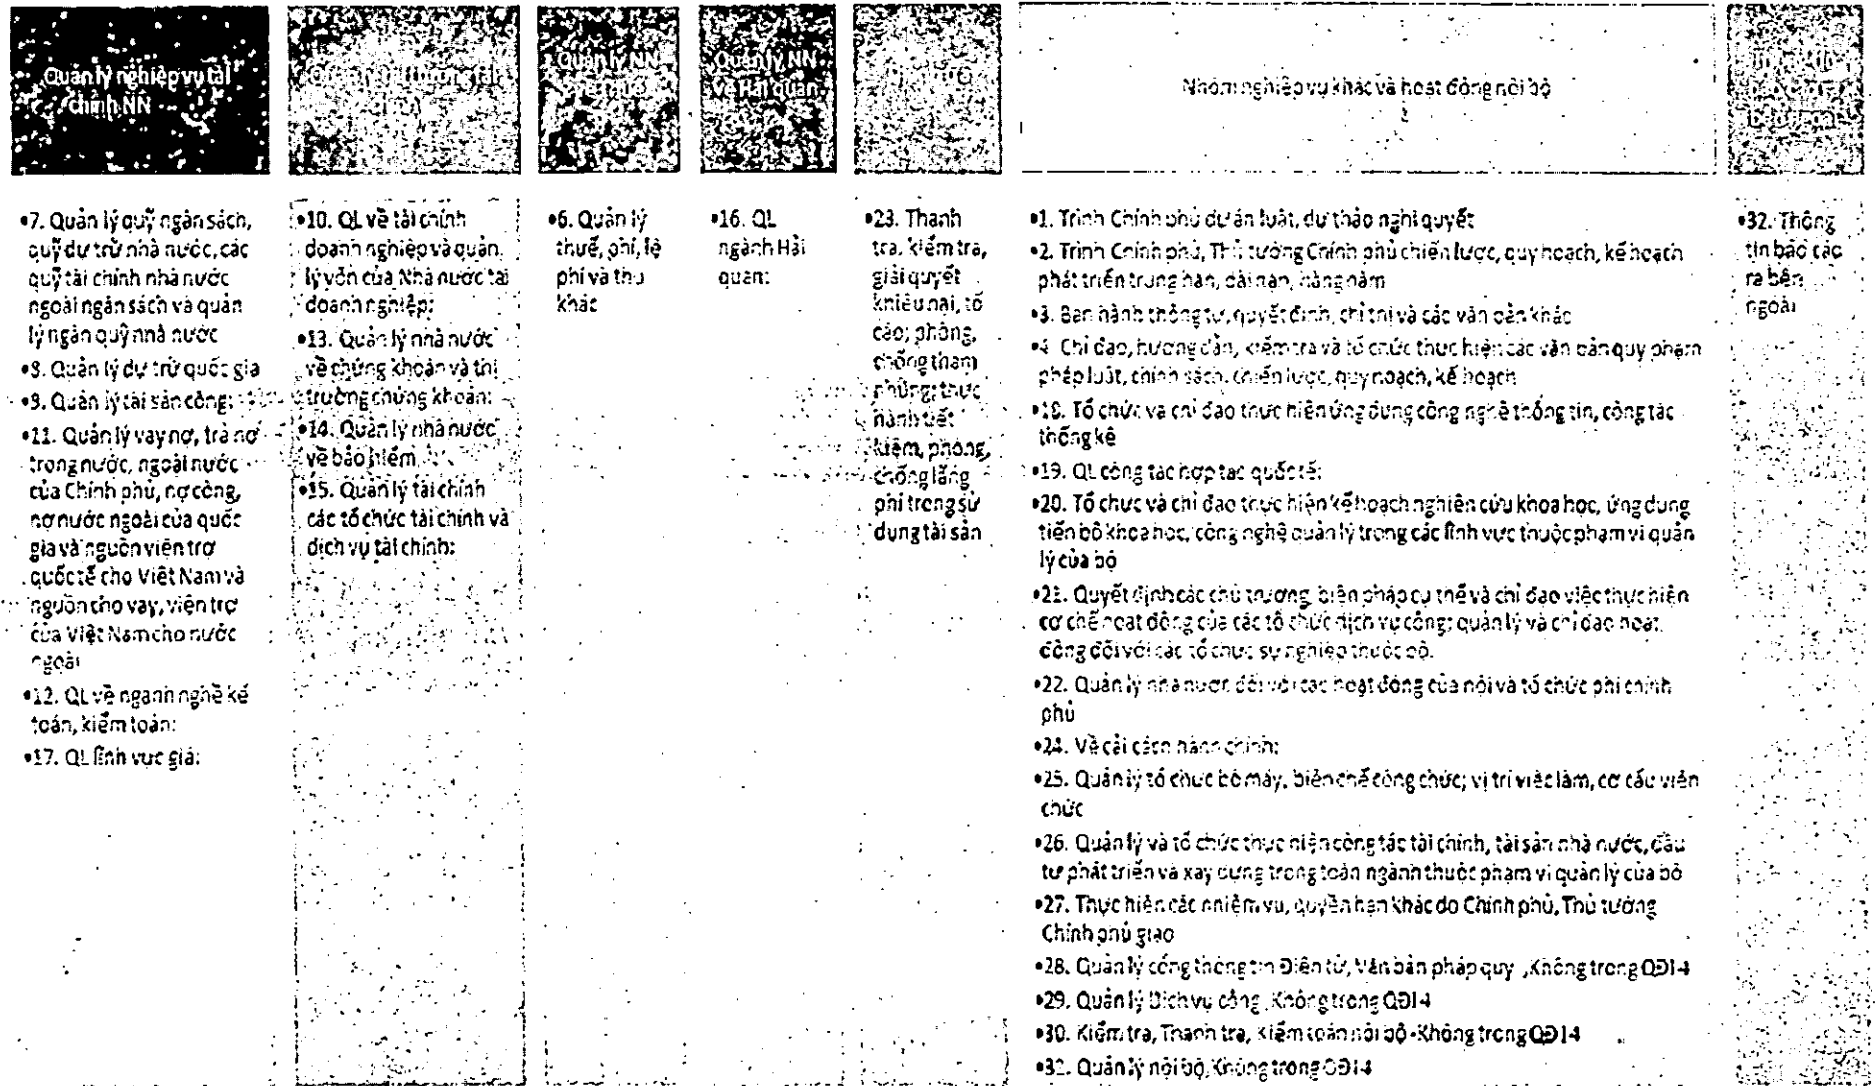 Quản lý nghiệp vụ tài
chính NN
Quản lý NN
Quản lý NN
về Hải quan
Nhóm nghiệp vụ khác và hoạt động nội bộ
•7. Quản lý quỹ ngân sách,
quỹ dự trữ nhà nước, các
quỹ tài chính nhà nước
ngoài ngân sách và quản
lý ngân quỹ nhà nước
•8. Quản lý dự trữ quốc gia
•9. Quản lý tài sản công:
•11. Quản lý vay nợ, trả nợ
trong nước, ngoài nước
của Chính phủ, nợ công,
nợ nước ngoài của quốc
gia và nguồn viện trợ
quốc tế cho Việt Nam và
nguồn cho vay, viện trợ
của Việt Nam cho nước
ngoài
•12. QL về ngành nghề kế
toán, kiểm toán:
•17. QL lĩnh vực giá:
•10. QL về tài chính
doanh nghiệp và quản
lý vốn của Nhà nước tại
doanh nghiệp:
•13. Quản lý nhà nước
về chứng khoán và thị
trường chứng khoán:
•14. Quản lý nhà nước
về bảo hiểm
•15. Quản lý tài chính
các tổ chức tài chính và
dịch vụ tài chính:
•6. Quản lý
thuế, phí, lệ
phí và thu
khác
•16. QL
ngành Hải
quan:
•23. Thanh
tra, kiểm tra,
giải quyết
khiếu nại, tố
cáo; phòng,
chống tham
nhũng; thực
hành tiết
kiệm, phòng,
chống lãng
phí trong sử
dụng tài sản
•1. Trình Chính phủ dự án luật, dự thảo nghị quyết
•2. Trình Chính phủ, Thủ tướng Chính phủ chiến lược, quy hoạch, kế hoạch
phát triển trung hạn, dài hạn, hàng năm
•3. Ban hành thông tư, quyết định, chỉ thị và các văn bản khác
•4. Chỉ đạo, hướng dẫn, kiểm tra và tổ chức thực hiện các văn bản quy phạm
pháp luật, chính sách, chiến lược, quy hoạch, kế hoạch
•18. Tổ chức và chỉ đạo thực hiện ứng dụng công nghệ thông tin, công tác
thống kê
•19. QL công tác hợp tác quốc tế:
•20. Tổ chức và chỉ đạo thực hiện kế hoạch nghiên cứu khoa học, ứng dụng
tiến bộ khoa học, công nghệ quản lý trong các lĩnh vực thuộc phạm vi quản
lý của bộ
•21. Quyết định các chủ trương, biện pháp cụ thể và chỉ đạo việc thực hiện
cơ chế hoạt động của các tổ chức dịch vụ công; quản lý và chỉ đạo hoạt
động đối với các tổ chức sự nghiệp thuộc bộ.
•22. Quản lý nhà nước đối với các hoạt động của hội và tổ chức phi chính
phủ
•24. Về cải cách hành chính:
•25. Quản lý tổ chức bộ máy, biên chế công chức; vị trí việc làm, cơ cấu viên
chức
•26. Quản lý và tổ chức thực hiện công tác tài chính, tài sản nhà nước, đầu
tư phát triển và xây dựng trong toàn ngành thuộc phạm vi quản lý của bộ
•27. Thực hiện các nhiệm vụ, quyền hạn khác do Chính phủ, Thủ tướng
Chính phủ giao
•28. Quản lý cổng thông tin Điện tử, Văn bản pháp quy ,Không trong QĐ14
•29. Quản lý Dịch vụ công ,Không trong QĐ14
•30. Kiểm tra, Thanh tra, Kiểm toán nội bộ -Không trong QĐ14
•31. Quản lý nội bộ,Không trong QĐ14
•32. Thông
tin báo cáo
ra bên
ngoài